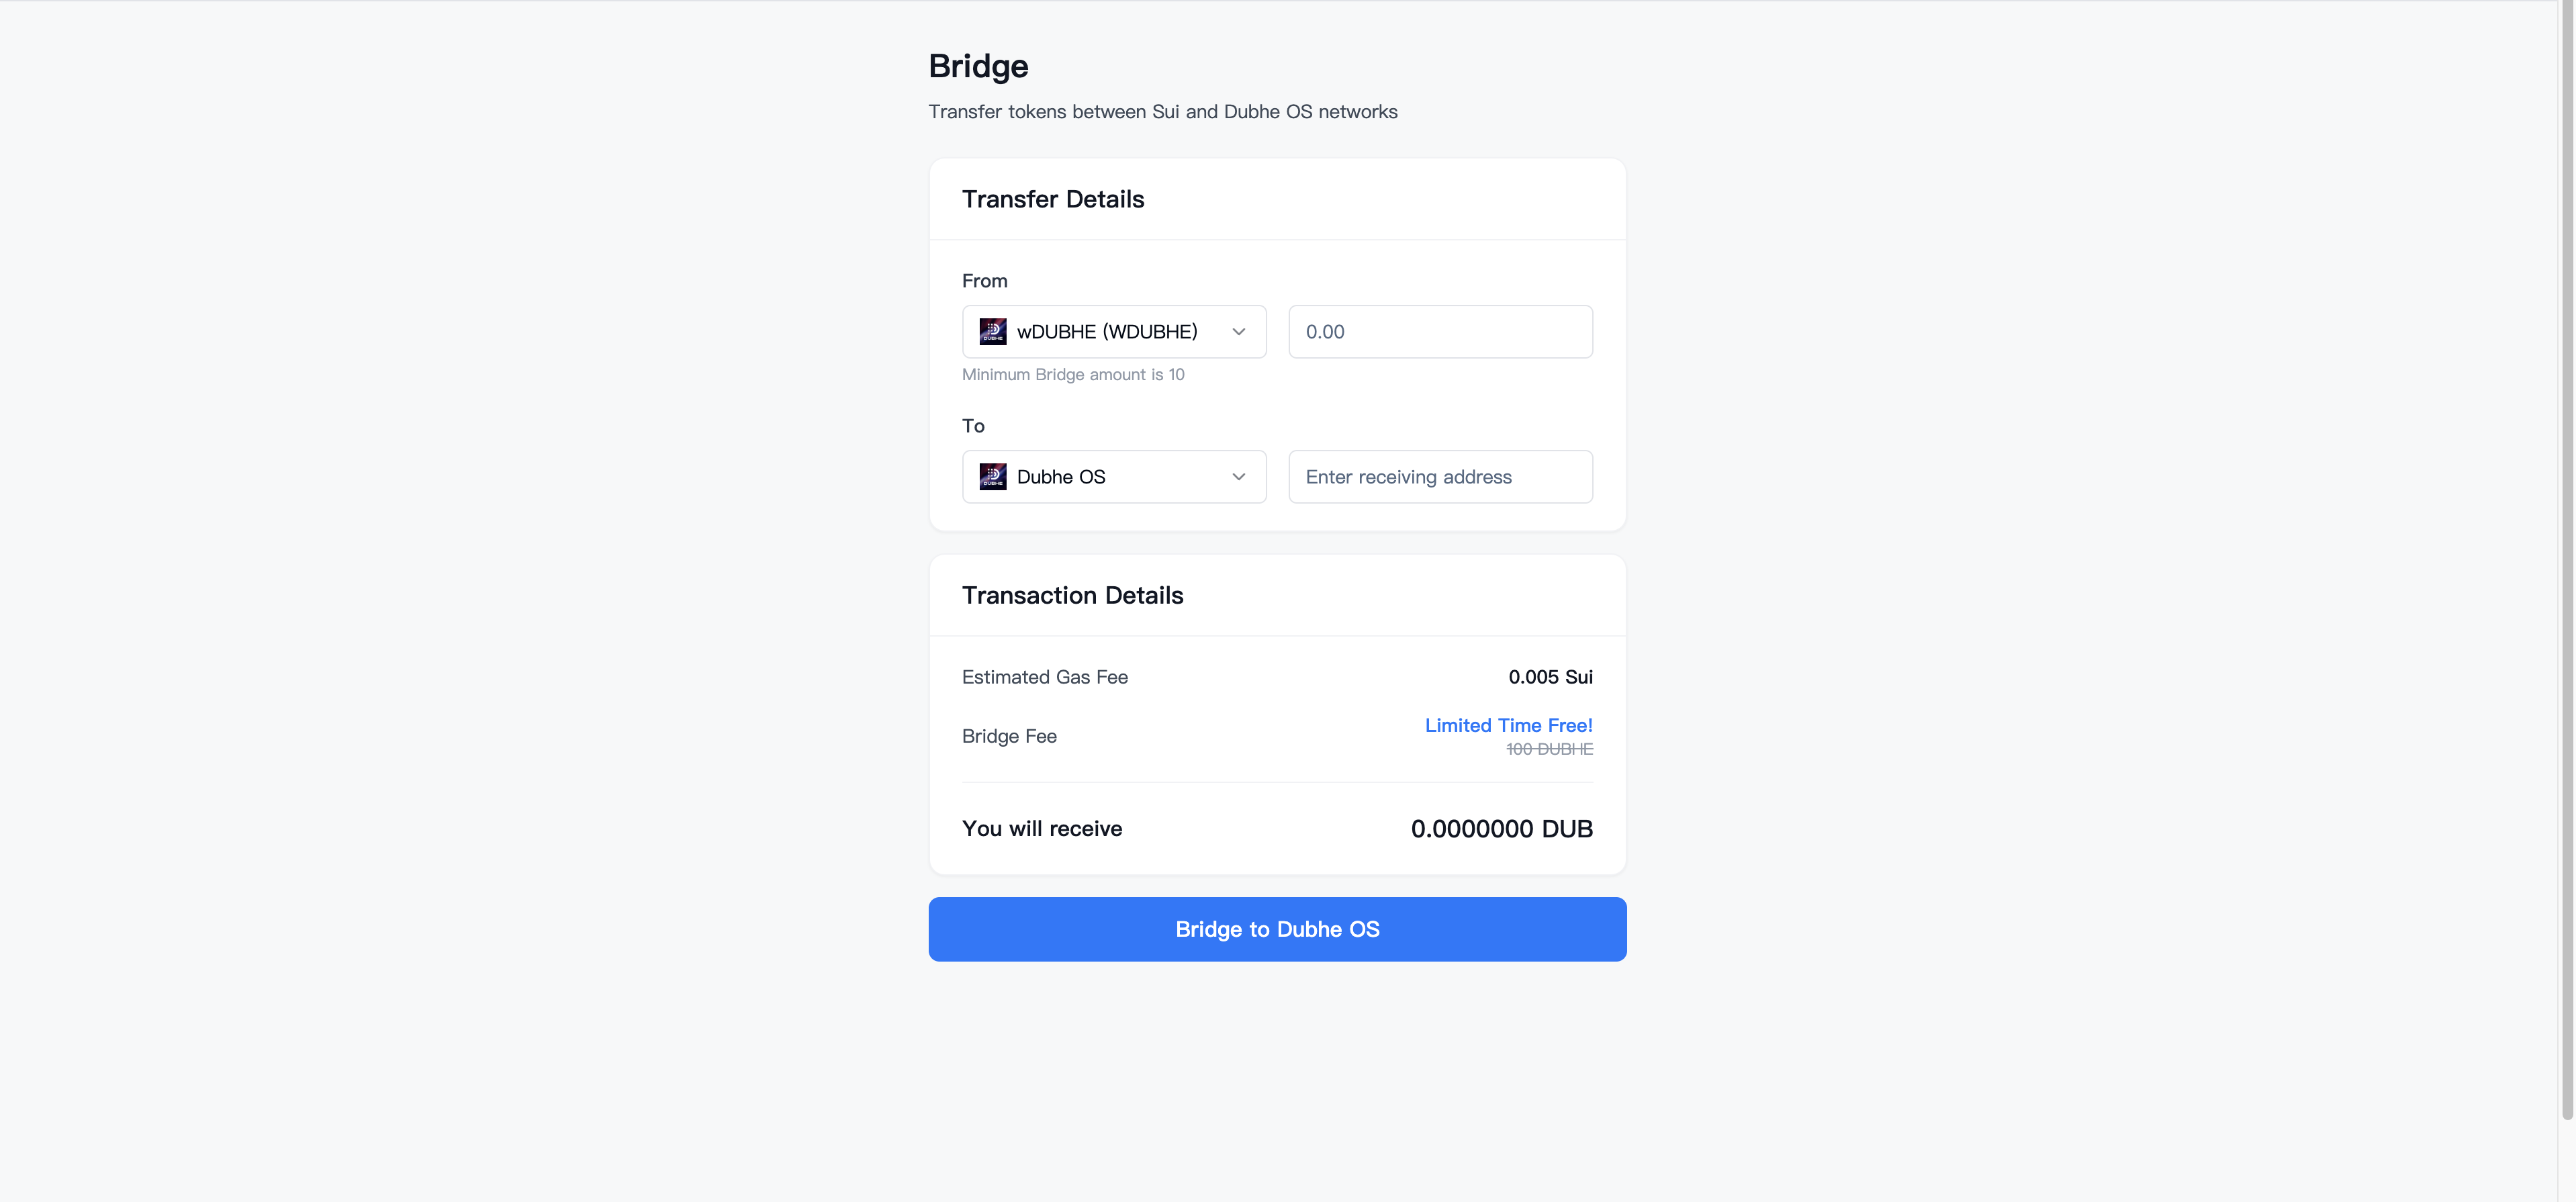 Bridge
Transfer tokens between Sui and Dubhe OS networks
Transfer Details
From
DUBHE
wDUBHE (WDUBHE)
0.00
Minimum Bridge amount is 10
To
DUBHE
Dubhe OS
Enter receiving address
Transaction Details
Estimated Gas Fee
0.005 Sui
Bridge Fee
Limited Time Free!
100 DUBHE
You will receive
0.0000000 DUB
Bridge to Dubhe OS